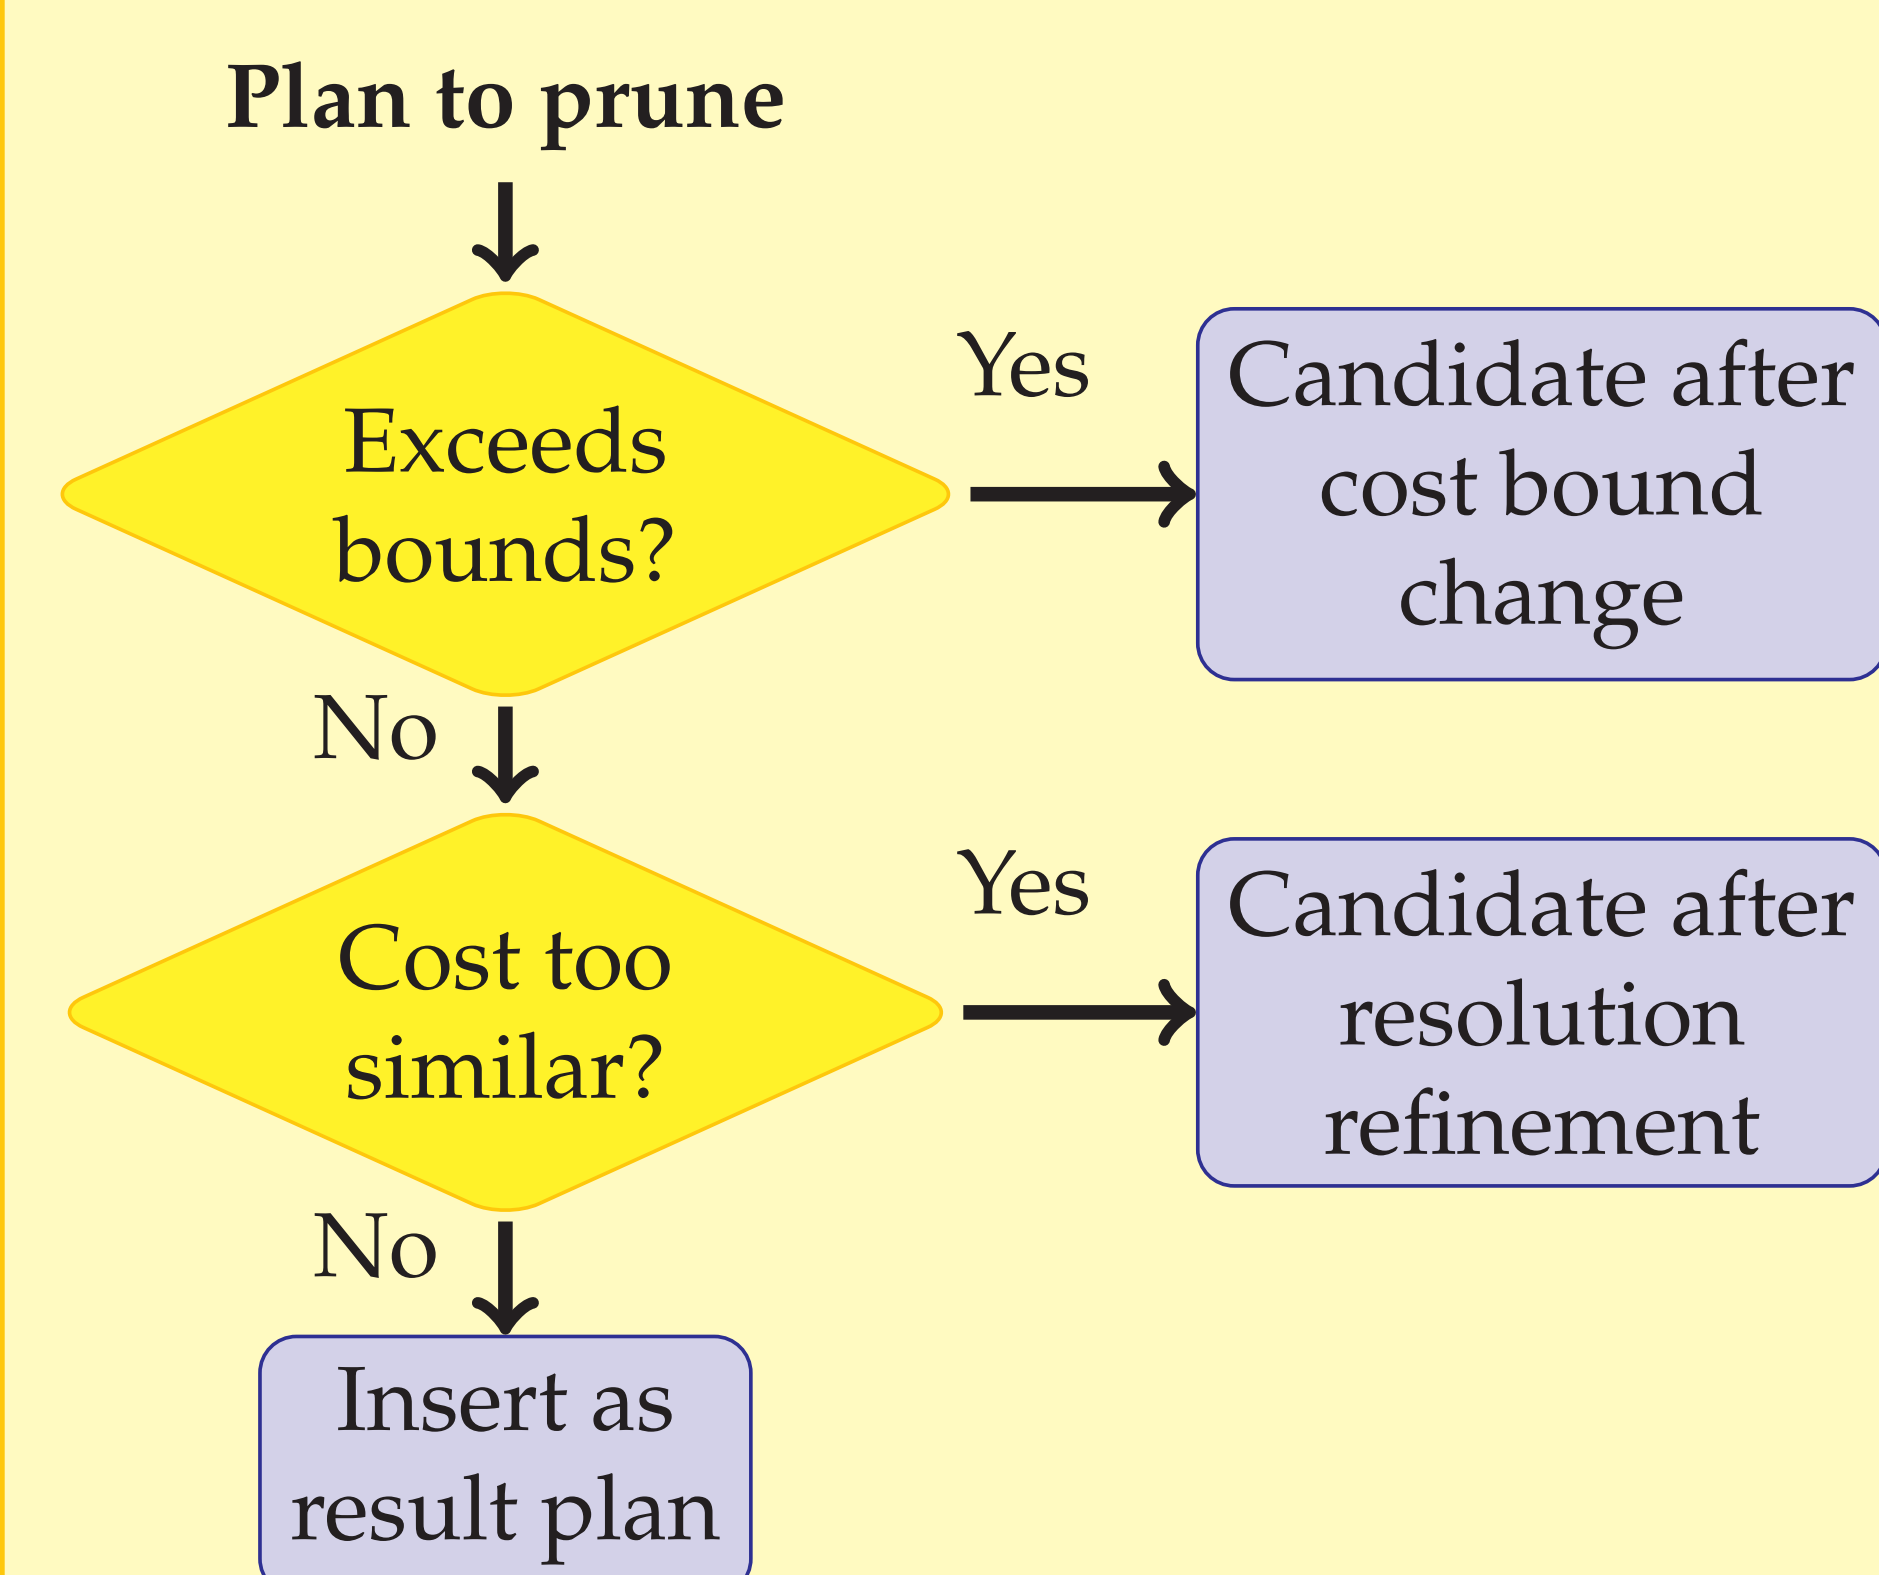 Plan to prune
Exceeds
bounds?
Yes
Candidate after
cost bound
change
No
Cost too
similar?
Yes
Candidate after
resolution
refinement
No
Insert as
result plan